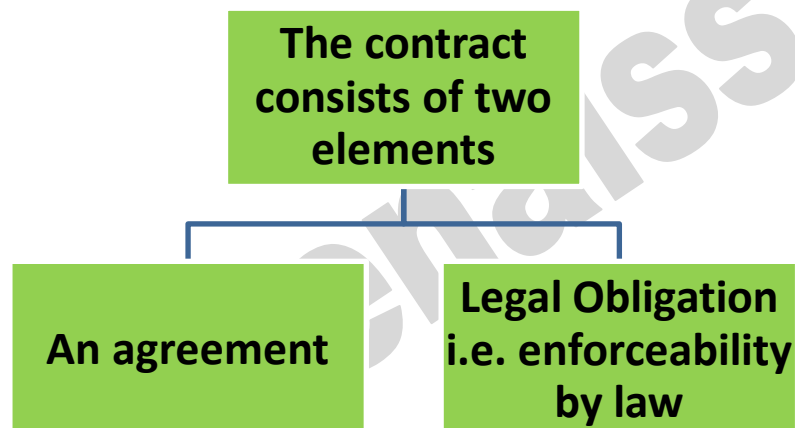 The contract
consists of two
elements
An agreement
Legal Obligation
i.e. enforceability
by law